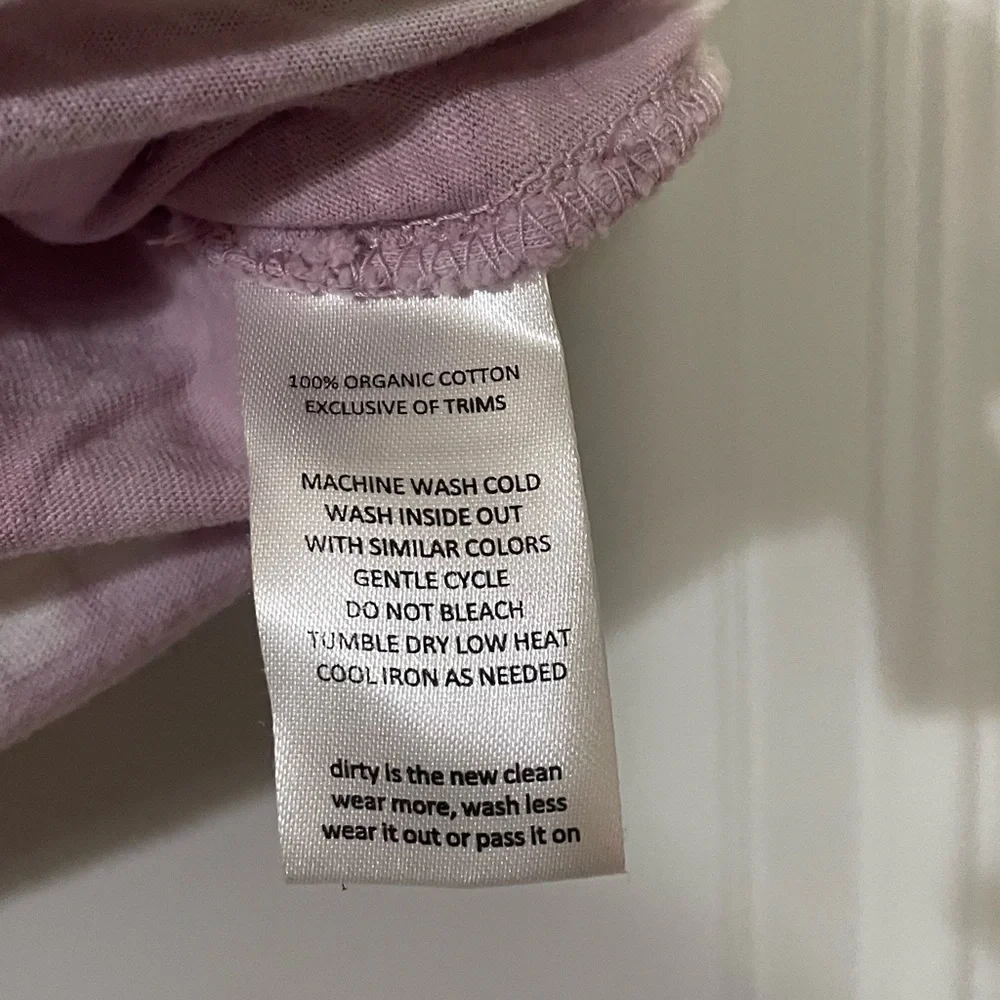 100% ORGANIC COTTON
EXCLUSIVE OF TRIMS
MACHINE WASH COLD
WASH INSIDE OUT
WITH SIMILAR COLORS
GENTLE CYCLE
DO NOT BLEACH
TUMBLE DRY LOW HEAT
COOL IRON AS NEEDED
dirty is the new clean
wear more, wash less
wear it out or pass it on